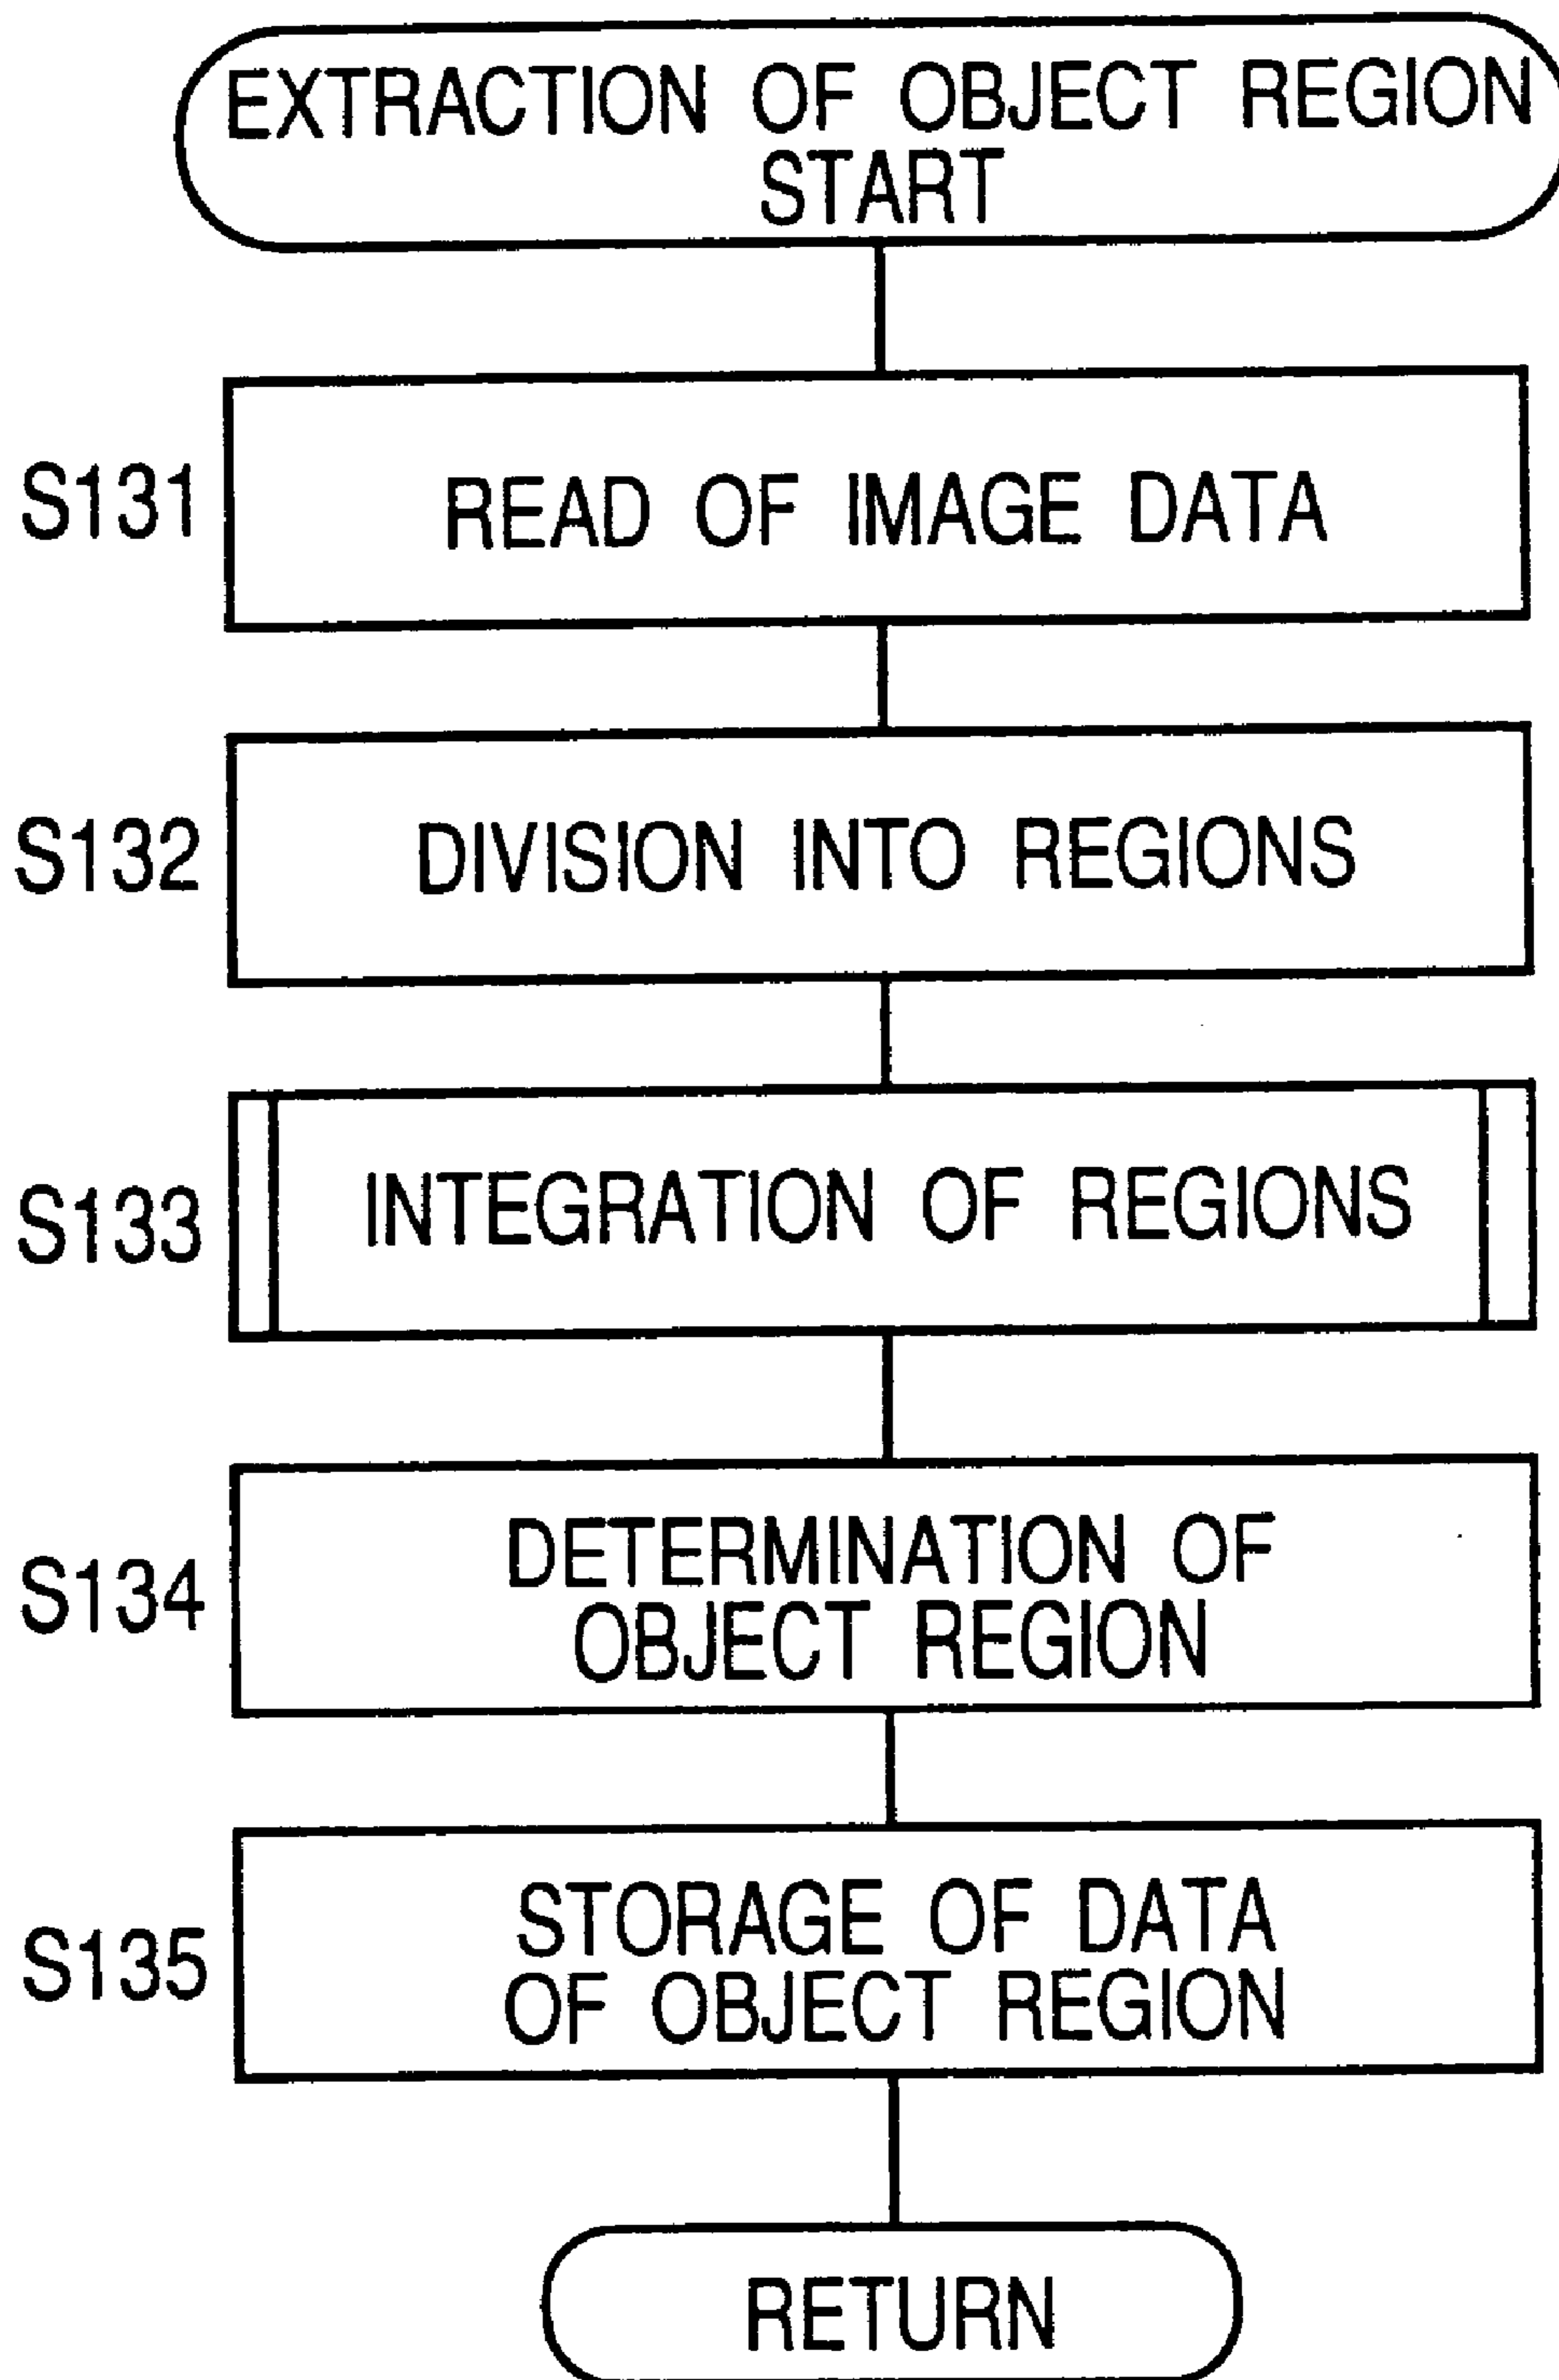 EXTRACTION OF OBJECT REGION
START
S131
READ OF IMAGE DATA
S132
DIVISION INTO REGIONS
S133
INTEGRATION OF REGIONS
S134
DETERMINATION OF
OBJECT REGION
S135
STORAGE OF DATA
OF OBJECT REGION
RETURN